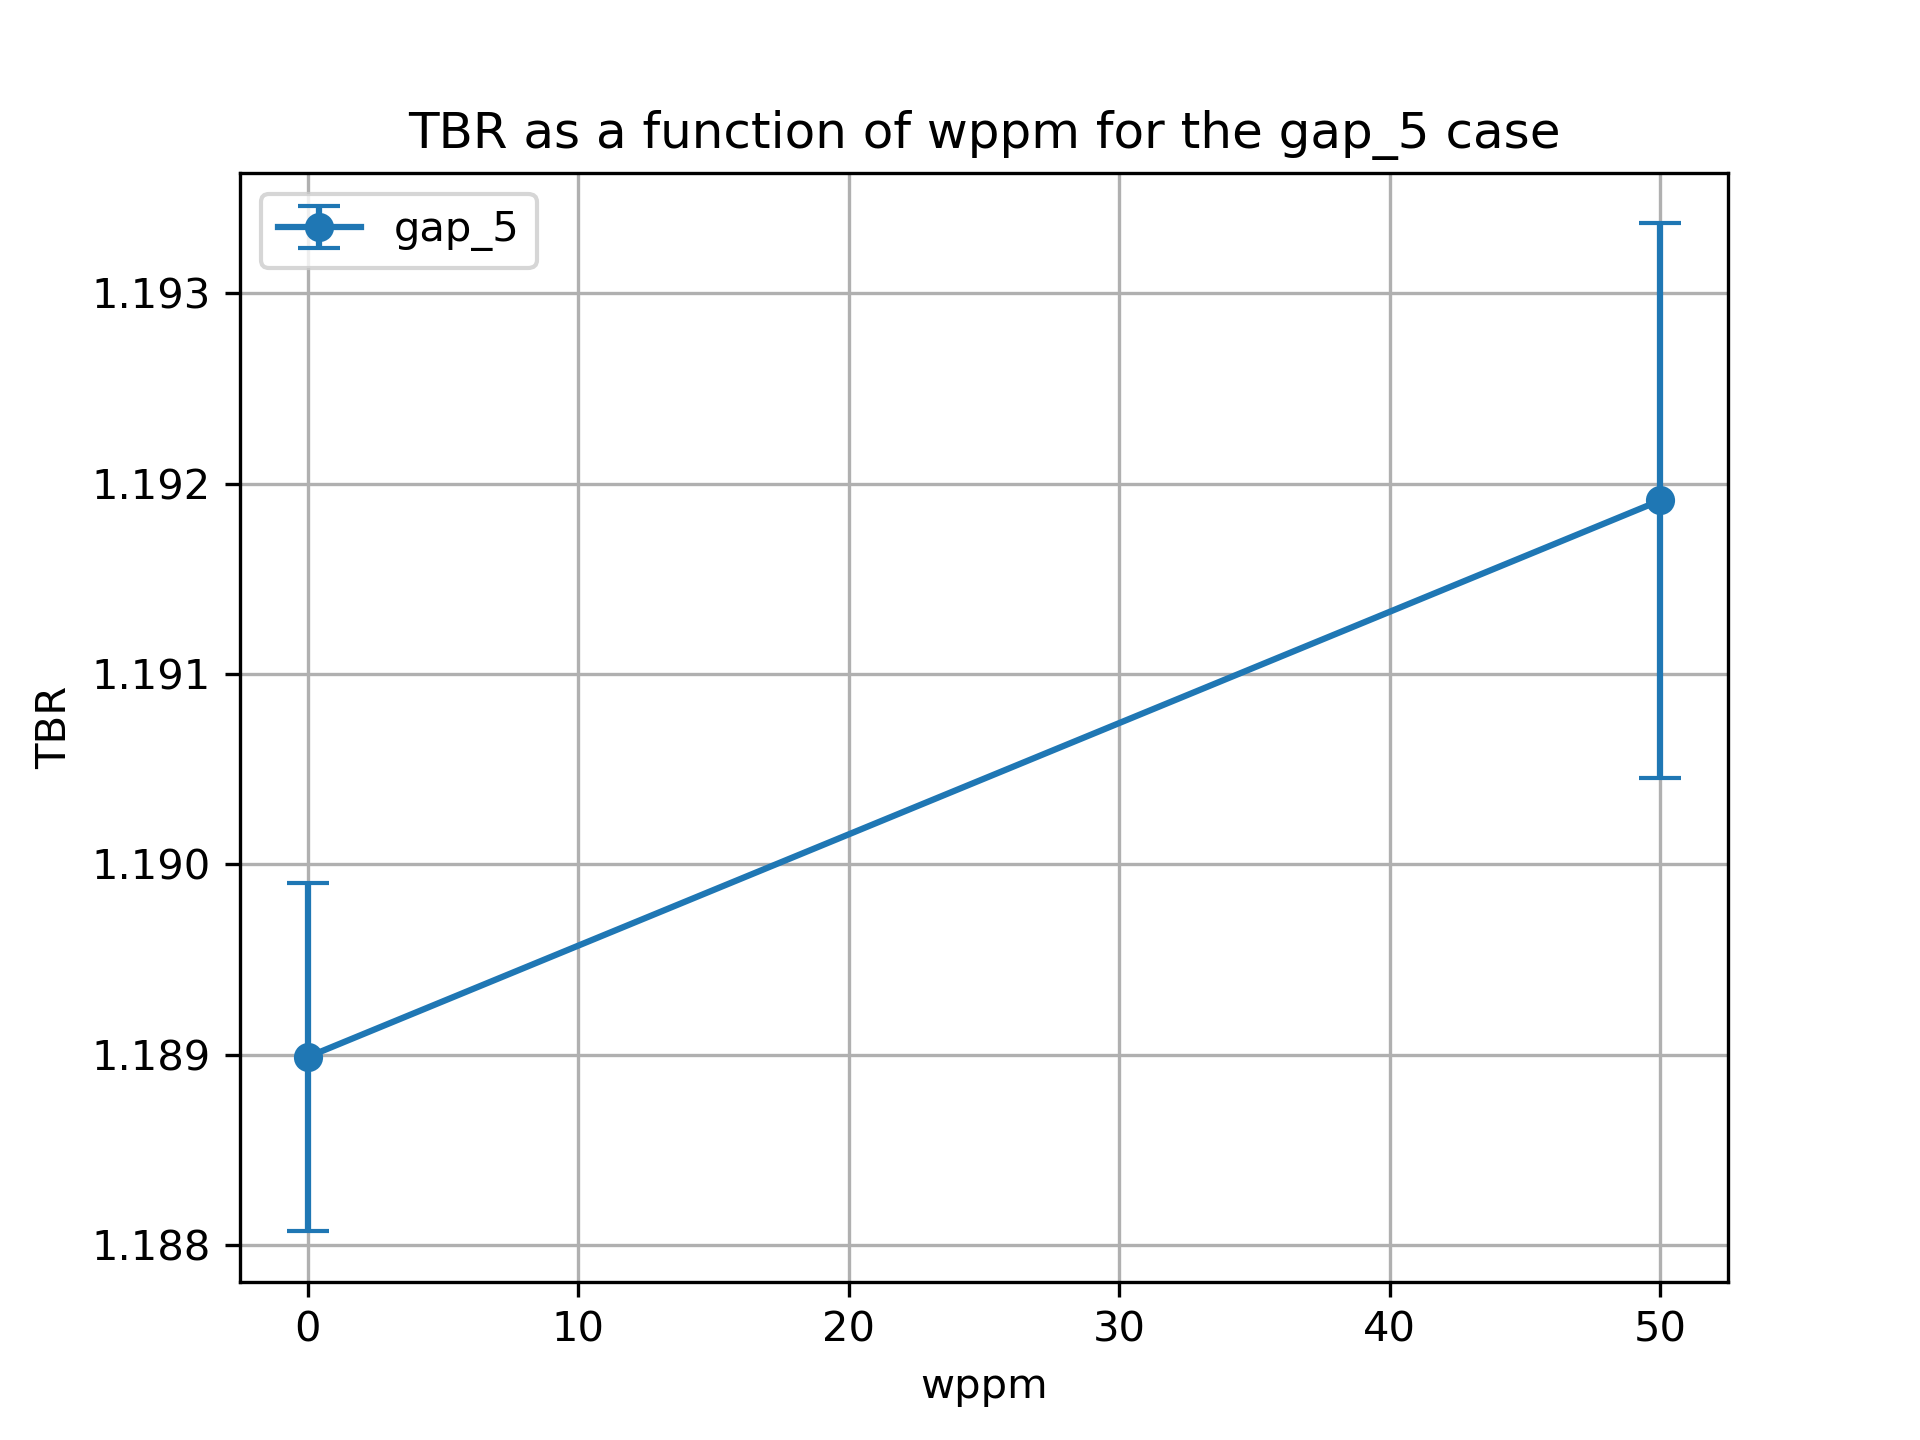 TBR as a function of wppm for the gap_5 case
gap_5
1.193
1.192
1.191
1.190
1.189
1.188
TBR
0 10 20 30 40 50
wppm